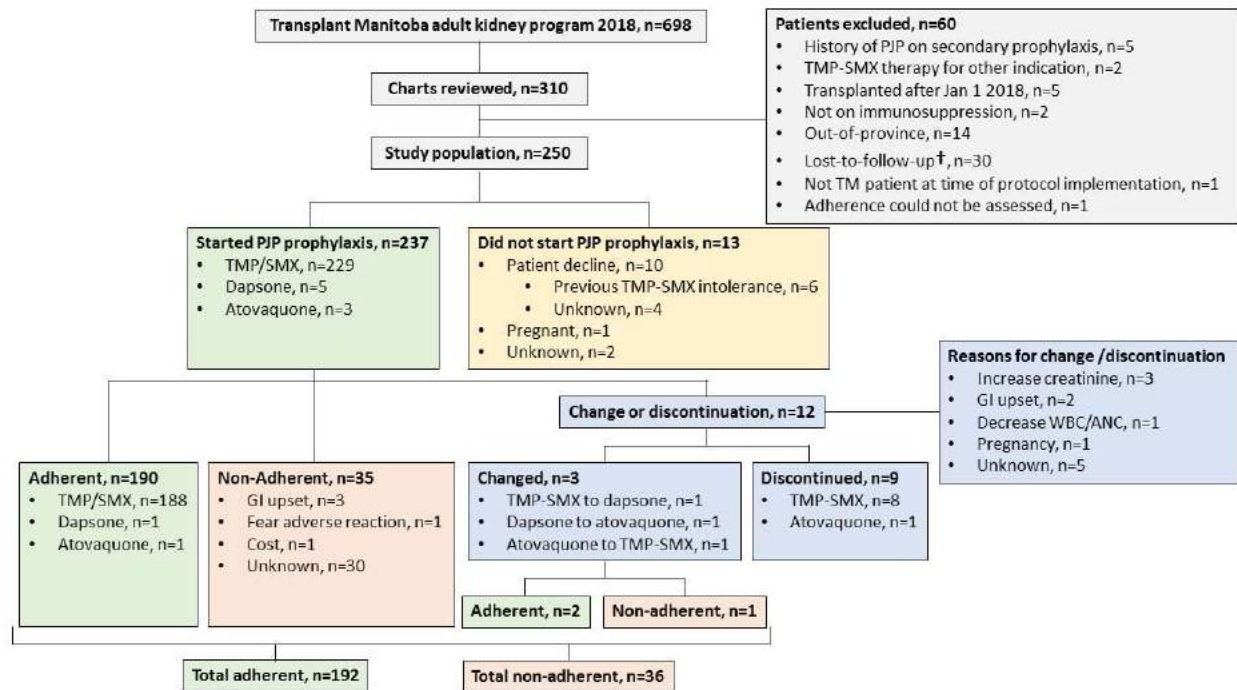 Transplant Manitoba adult kidney program 2018, n=698
Charts reviewed, n=310
Study population, n=250
Patients excluded, n=60
• History of PJP on secondary prophylaxis, n=5
• TMP-SMX therapy for other indication, n=2
• Transplanted after Jan 1 2018, n=5
• Not on immunosuppression, n=2
• Out-of-province, n=14
• Lost-to-follow-up†, n=30
• Not TM patient at time of protocol implementation, n=1
• Adherence could not be assessed, n=1
Started PJP prophylaxis, n=237
• TMP/SMX, n=229
• Dapsone, n=5
• Atovaquone, n=3
Did not start PJP prophylaxis, n=13
• Patient decline, n=10
• Previous TMP-SMX intolerance, n=6
• Unknown, n=4
• Pregnant, n=1
• Unknown, n=2
Change or discontinuation, n=12
Reasons for change /discontinuation
• Increase creatinine, n=3
• GI upset, n=2
• Decrease WBC/ANC, n=1
• Pregnancy, n=1
• Unknown, n=5
Adherent, n=190
• TMP/SMX, n=188
• Dapsone, n=1
• Atovaquone, n=1
Non-Adherent, n=35
• GI upset, n=3
• Fear adverse reaction, n=1
• Cost, n=1
• Unknown, n=30
Changed, n=3
• TMP-SMX to dapsone, n=1
• Dapsone to atovaquone, n=1
• Atovaquone to TMP-SMX, n=1
Discontinued, n=9
• TMP-SMX, n=8
• Atovaquone, n=1
Adherent, n=2
Non-adherent, n=1
Total adherent, n=192
Total non-adherent, n=36